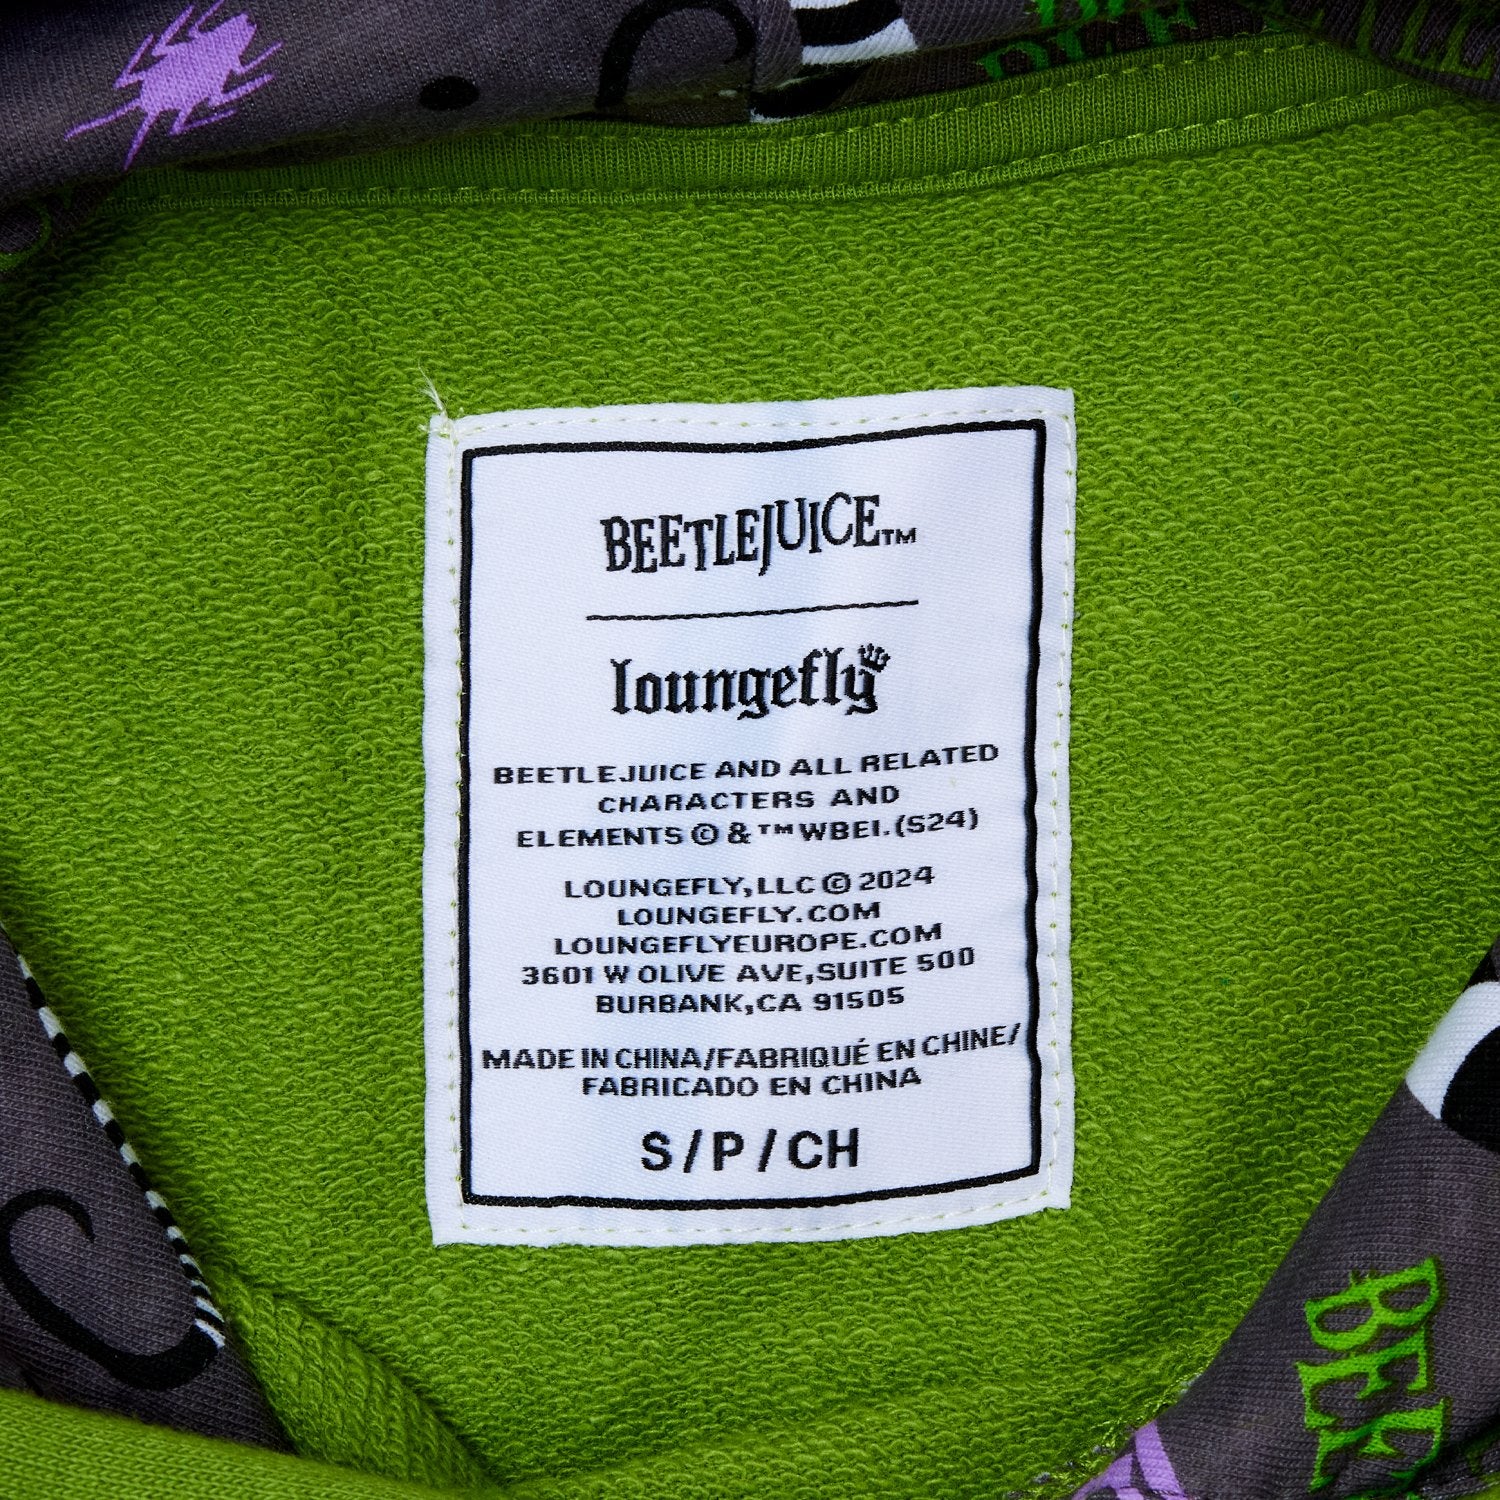 BEETLEJUICE™
loungefly
BEETLEJUICE AND ALL RELATED
CHARACTERS AND
ELEMENTS © & ™ WBEI. (S24)
LOUNGEFLY, LLC © 2024
LOUNGEFLY.COM
LOUNGEFLYEUROPE.COM
3601 W OLIVE AVE, SUITE 500
BURBANK, CA 91505
MADE IN CHINA/FABRIQUÉ EN CHINE/
FABRICADO EN CHINA
S / P / CH
BEE